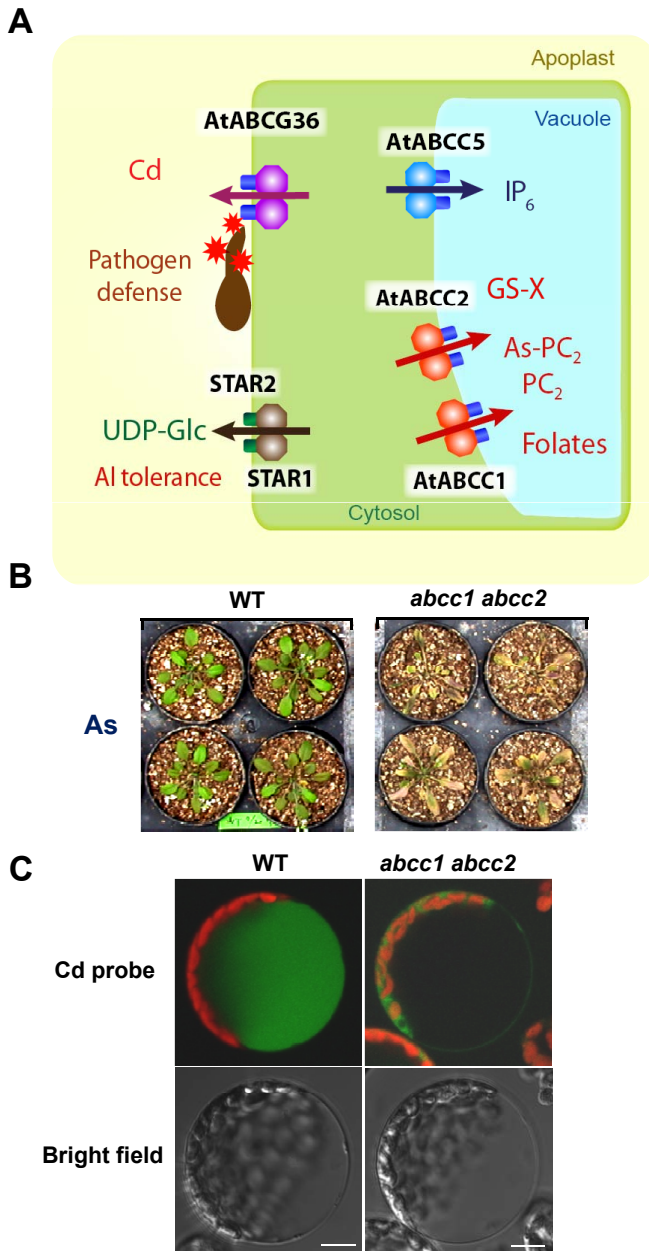 A
Apoplast
Vacuole
AtABCG36
AtABCC5
Cd
IP6
Pathogen
defense
AtABCC2
GS-X
As-PC2
PC2
STAR2
UDP-Glc
Folates
Al tolerance
STAR1
AtABCC1
Cytosol
B
WT
abcc1 abcc2
As
C
WT
abcc1 abcc2
Cd probe
Bright field